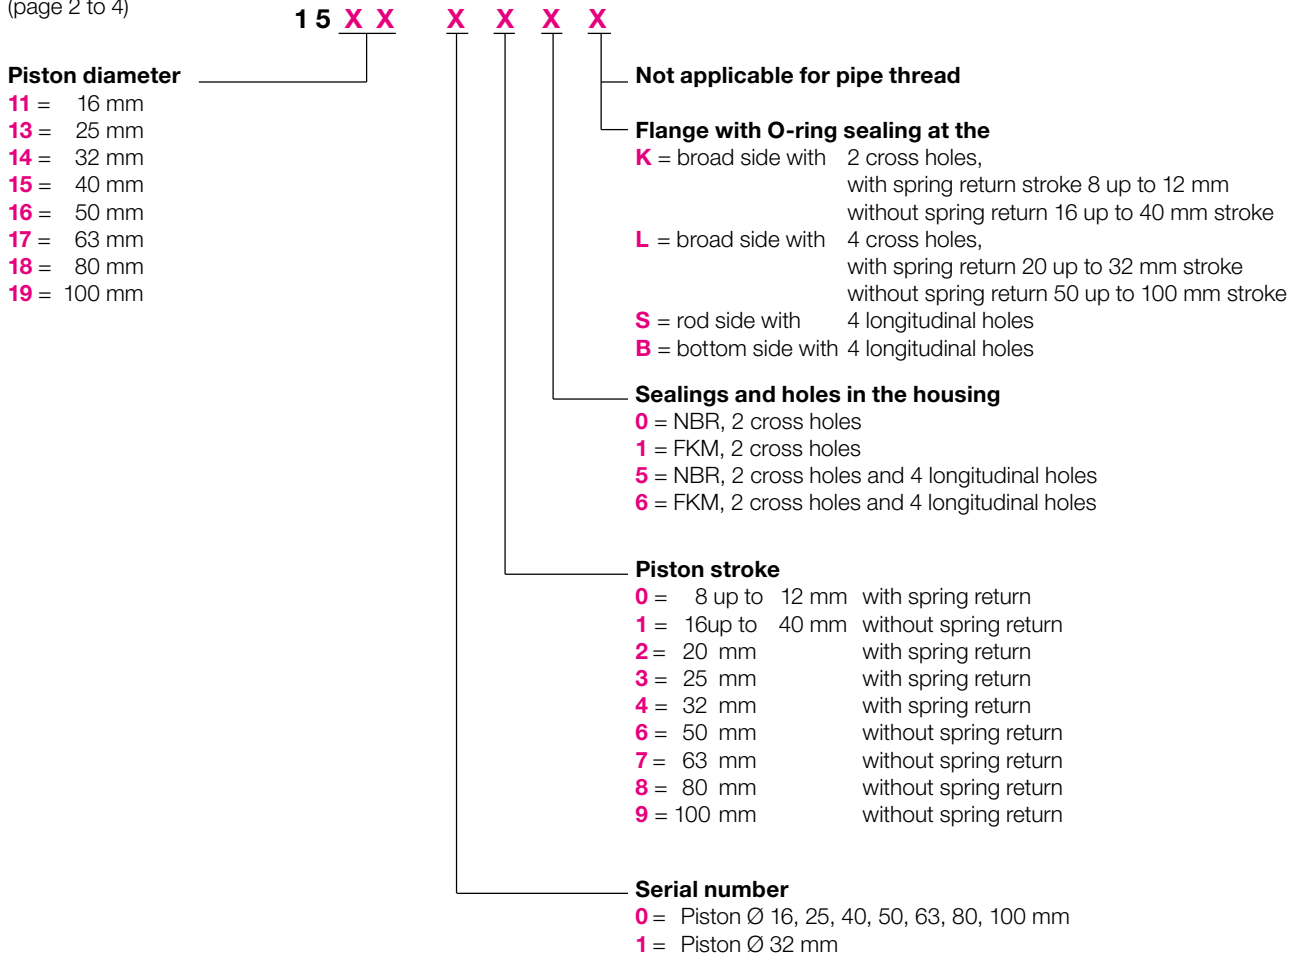 (page 2 to 4)
1 5 X X X X X X
Piston diameter
11 = 16 mm
13 = 25 mm
14 = 32 mm
15 = 40 mm
16 = 50 mm
17 = 63 mm
18 = 80 mm
19 = 100 mm
Not applicable for pipe thread
Flange with O-ring sealing at the
K = broad side with 2 cross holes,
with spring return stroke 8 up to 12 mm
without spring return 16 up to 40 mm stroke
L = broad side with 4 cross holes,
with spring return 20 up to 32 mm stroke
without spring return 50 up to 100 mm stroke
S = rod side with 4 longitudinal holes
B = bottom side with 4 longitudinal holes
Sealings and holes in the housing
0 = NBR, 2 cross holes
1 = FKM, 2 cross holes
5 = NBR, 2 cross holes and 4 longitudinal holes
6 = FKM, 2 cross holes and 4 longitudinal holes
Piston stroke
0 = 8 up to 12 mm with spring return
1 = 16up to 40 mm without spring return
2 = 20 mm with spring return
3 = 25 mm with spring return
4 = 32 mm with spring return
6 = 50 mm without spring return
7 = 63 mm without spring return
8 = 80 mm without spring return
9 = 100 mm without spring return
Serial number
0 = Piston Ø 16, 25, 40, 50, 63, 80, 100 mm
1 = Piston Ø 32 mm